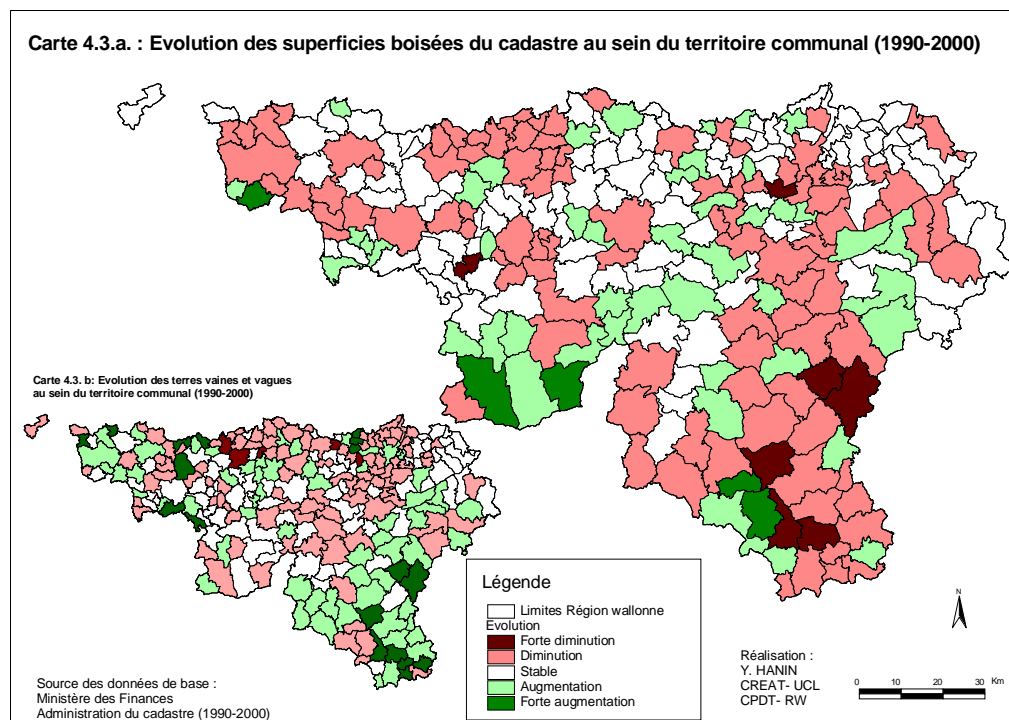 Carte 4.3.a. : Evolution des superficies boisées du cadastre au sein du territoire communal (1990-2000)
Carte 4.3. b: Evolution des terres vaines et vagues
au sein du territoire communal (1990-2000)
Légende
Limites Région wallonne
Evolution
Forte diminution
Diminution
Stable
Augmentation
Forte augmentation
Source des données de base :
Ministère des Finances
Administration du cadastre (1990-2000)
N
Réalisation :
Y. HANIN
CREAT- UCL
CPDT- RW
0 10 20 30 Km